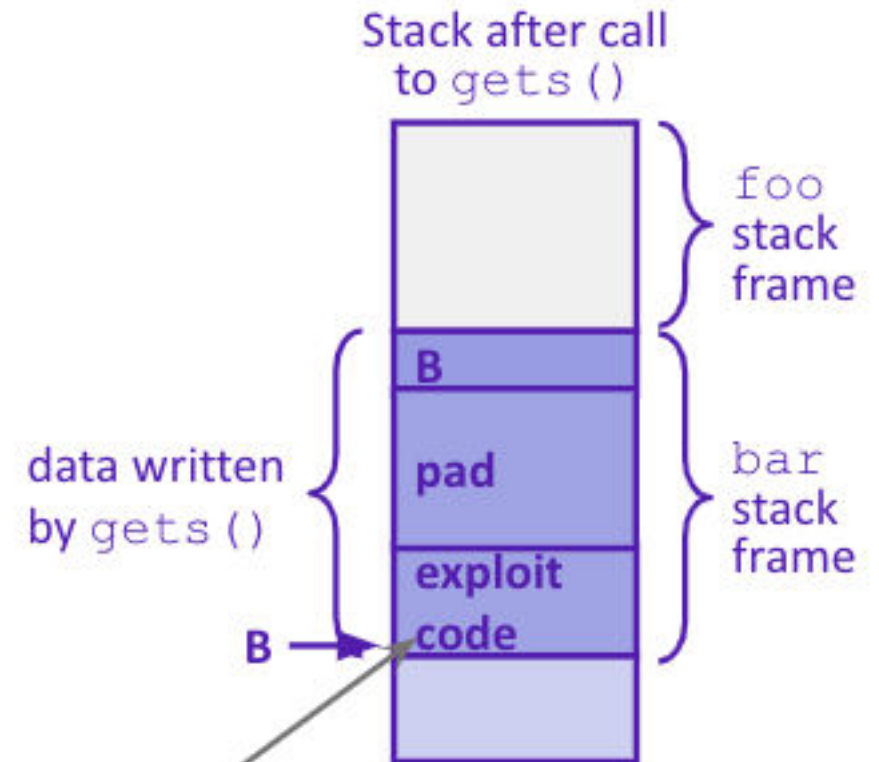 Stack after call
to gets()
foo
stack
frame
B
pad
data written
by gets()
bar
stack
frame
exploit
code
B